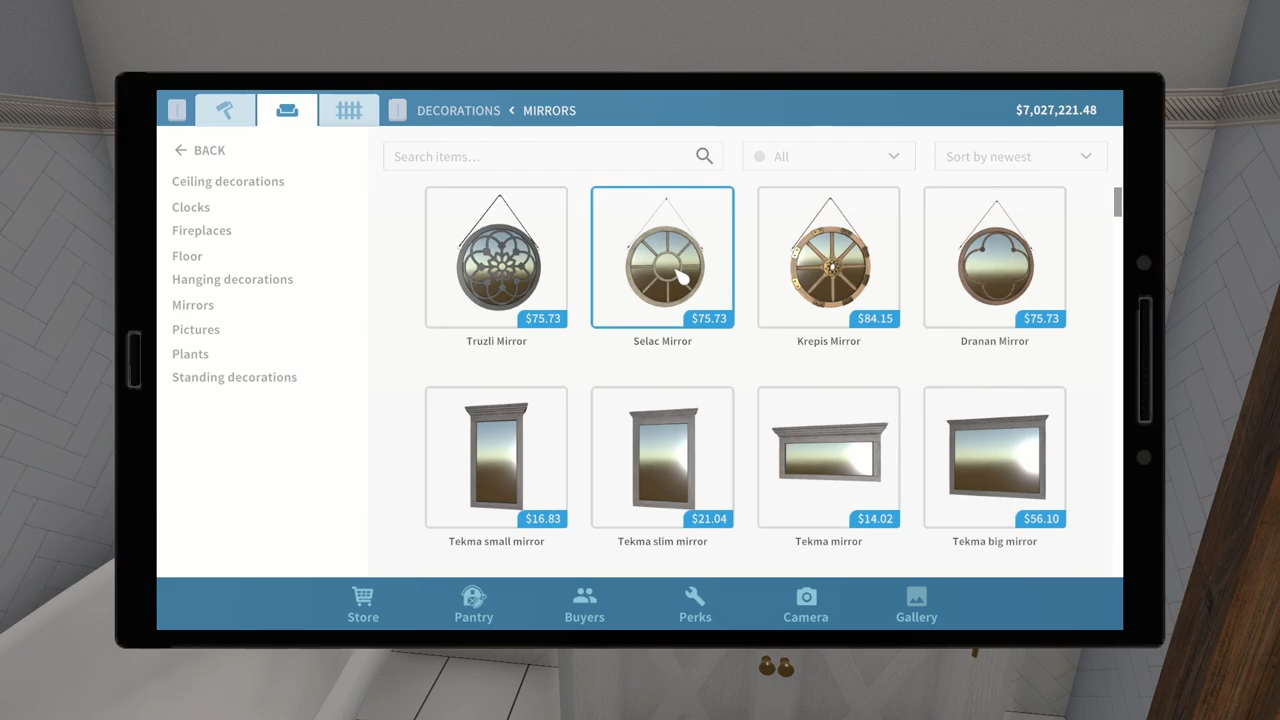 DECORATIONS < MIRRORS
$7,027,221.48
BACK
Ceiling decorations
Clocks
Fireplaces
Floor
Hanging decorations
Mirrors
Pictures
Plants
Standing decorations
Search items...
All
Sort by newest
$75.73
$75.73
$84.15
$75.73
Truzli Mirror
Selac Mirror
Krepis Mirror
Dranan Mirror
$16.83
$21.04
$14.02
$56.10
Tekma small mirror
Tekma slim mirror
Tekma mirror
Tekma big mirror
Store
Pantry
Buyers
Perks
Camera
Gallery